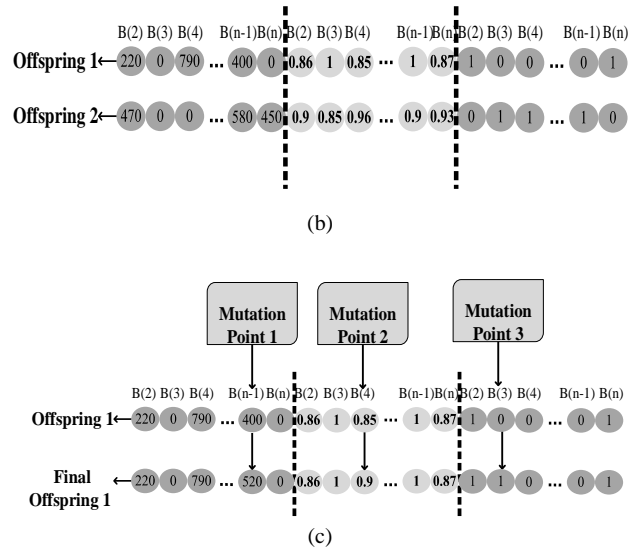 B(2) B(3) B(4) B(n-1) B(n) B(2) B(3) B(4) B(n-1) B(n) B(2) B(3) B(4) B(n-1) B(n)
Offspring 1 220 0 790 ... 400 0 0.86 1 0.85 ... 1 0.87 1 0 0 ... 0 1
Offspring 2 470 0 0 ... 580 450 0.9 0.85 0.96 ... 0.9 0.93 0 1 1 ... 1 0
(b)
Mutation Point 1 Mutation Point 2 Mutation Point 3
B(2) B(3) B(4) B(n-1) B(n) B(2) B(3) B(4) B(n-1) B(n) B(2) B(3) B(4) B(n-1) B(n)
Offspring 1 220 0 790 ... 400 0 0.86 1 0.85 ... 1 0.87 1 0 0 ... 0 1
Final Offspring 1 220 0 790 ... 520 0 0.86 1 0.9 ... 1 0.87 1 1 0 ... 0 1
(c)